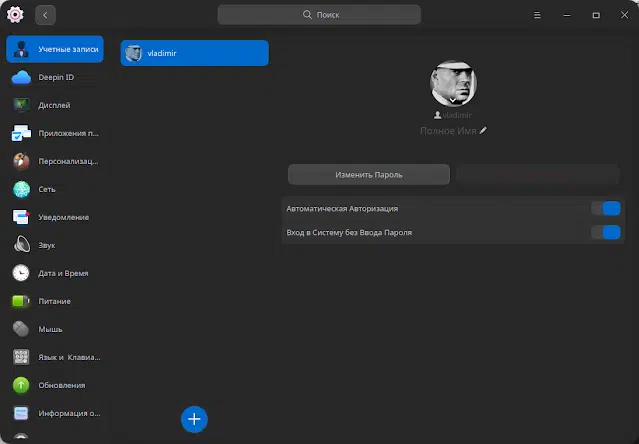 Поиск
Учетные записи
vladimir
Deepin ID
Дисплей
vladimir
Приложения п...
Полное Имя
Персонализац...
Изменить Пароль
Сеть
Автоматическая Авторизация
Уведомление
Вход в Систему без Ввода Пароля
Звук
Дата и Время
Питание
Мышь
Язык и Клавиа...
Обновления
Информация о...